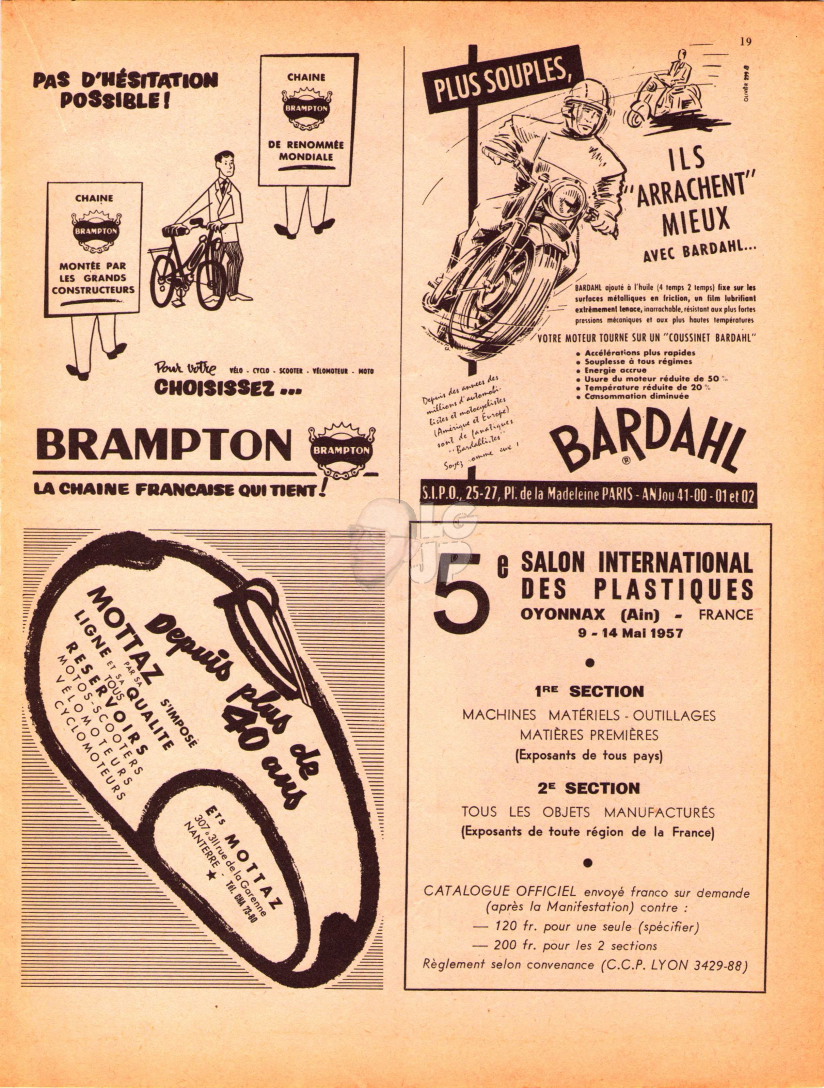 19
PAS D'HÉSITATION
POSSIBLE!
CHAINE
BRAMPTON
DE RENOMMÉE
MONDIALE
CHAINE
BRAMPTON
MONTÉE PAR
LES GRANDS
CONSTRUCTEURS
Pour votre VÉLO - CYCLO - SCOOTER - VÉLOMOTEUR - MOTO
CHOISISSEZ...
BRAMPTON
BRAMPTON
LA CHAINE FRANCAISE QUI TIENT!
PLUS SOUPLES,
ILS
"ARRACHENT"
MIEUX
AVEC BARDAHL...
BARDAHL ajouté à l'huile (4 temps 2 temps) fixe sur les
surfaces métalliques en friction, un film lubrifiant
extrêmement tenace, inarrachable, résistant aux plus fortes
pressions mécaniques et aux plus hautes températures
VOTRE MOTEUR TOURNE SUR UN "COUSSINET BARDAHL"
• Accélérations plus rapides
• Souplesse à tous régimes
• Energie accrue
• Usure du moteur réduite de 50 %
• Température réduite de 20 %
• Consommation diminuée
Depuis des années des
millions d'automobi-
listes et motocyclistes
(Amérique et Europe)
sont de fanatiques
"Bardahlistes
Soyez comme eux !
BARDAHL
®
S.I.P.O., 25-27, Pl. de la Madeleine PARIS - ANJou 41-00 - 01 et 02
LG
UP
Depuis plus de
40 ans
MOTTAZ S'IMPOSE
PAR SA
LIGNE ET SA QUALITE
TOUS
RESERVOIRS
MOTOS-SCOOTERS
VÉLOMOTEURS
CYCLOMOTEURS
ETS MOTTAZ
307, 311 rue de la Garenne
NANTERRE - Tél.
5e SALON INTERNATIONAL
DES PLASTIQUES
OYONNAX (Ain) - FRANCE
9 - 14 Mai 1957
1RE SECTION
MACHINES MATÉRIELS - OUTILLAGES
MATIÈRES PREMIÈRES
(Exposants de tous pays)
2E SECTION
TOUS LES OBJETS MANUFACTURÉS
(Exposants de toute région de la France)
CATALOGUE OFFICIEL envoyé franco sur demande
(après la Manifestation) contre :
— 120 fr. pour une seule (spécifier)
— 200 fr. pour les 2 sections
Règlement selon convenance (C.C.P. LYON 3429-88)